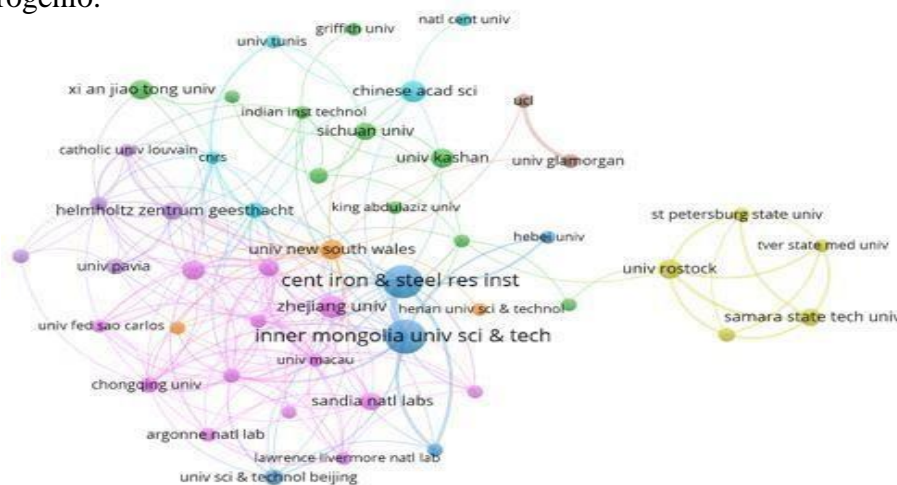 rogênio.
natl cent univ
griffith univ
univ tunis
xi an jiao tong univ
chinese acad sci
ucl
indian inst technol
sichuan univ
catholic univ louvain
cnrs
univ kashan
univ glamorgan
helmholtz zentrum geesthacht
king abdulaziz univ
st petersburg state univ
hebei univ
tver state med univ
univ new south wales
univ pavia
univ rostock
cent iron & steel res inst
zhejiang univ
henan univ sci & technol
samara state tech univ
univ fed sao carlos
inner mongolia univ sci & tech
univ macau
chongqing univ
sandia natl labs
argonne natl lab
lawrence livermore natl lab
univ sci & technol beijing